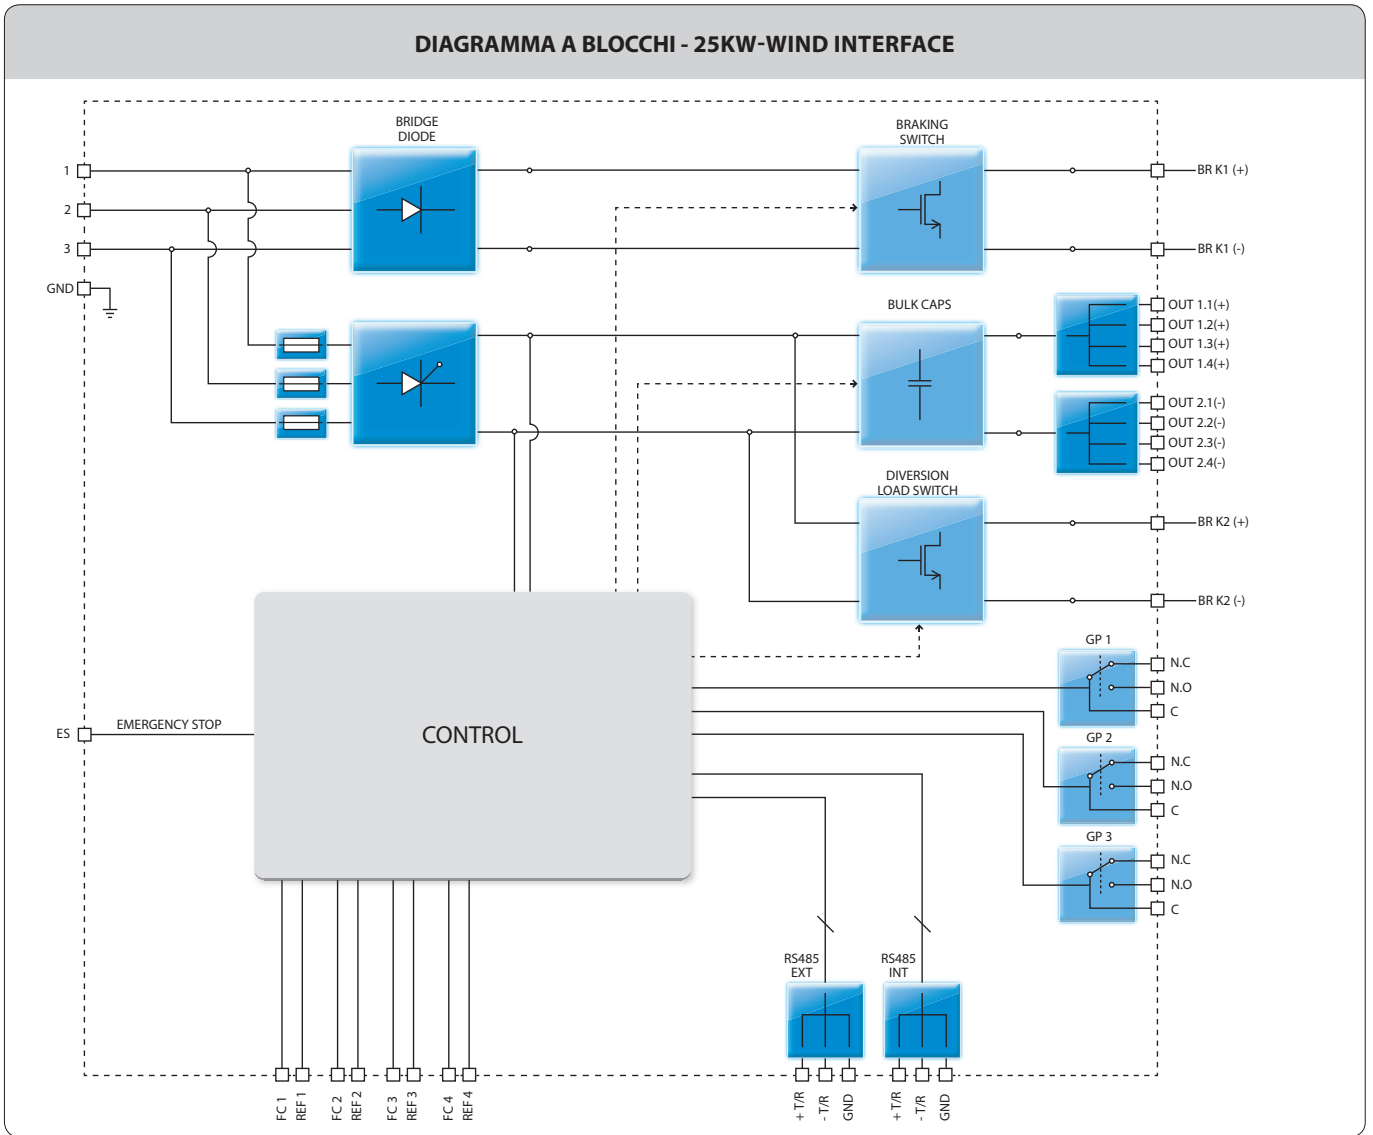 DIAGRAMMA A BLOCCHI - 25KW-WIND INTERFACE
BRIDGE
DIODE
BRAKING
SWITCH
1
2
3
GND
BR K1 (+)
BR K1 (-)
BULK CAPS
OUT 1.1(+)
OUT 1.2(+)
OUT 1.3(+)
OUT 1.4(+)
OUT 2.1(-)
OUT 2.2(-)
OUT 2.3(-)
OUT 2.4(-)
DIVERSION
LOAD SWITCH
BR K2 (+)
BR K2 (-)
GP 1
N.C
N.O
C
ES
EMERGENCY STOP
CONTROL
GP 2
N.C
N.O
C
GP 3
N.C
N.O
C
RS485
EXT
RS485
INT
FC 1
REF 1
FC 2
REF 2
FC 3
REF 3
FC 4
REF 4
+ T/R
- T/R
GND
+ T/R
- T/R
GND